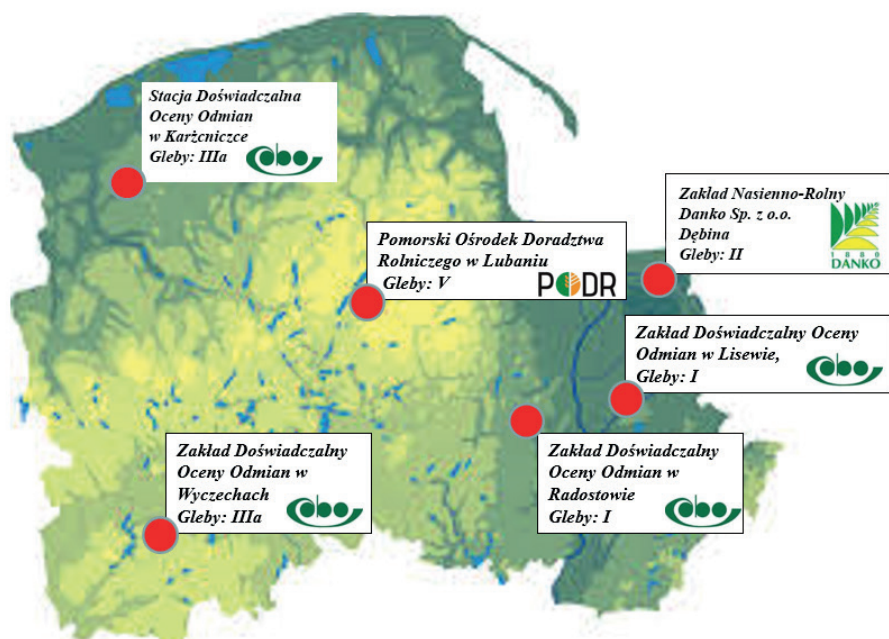 Stacja Doświadczalna
Oceny Odmian
w Karżcniczce
Gleby: IIIa
Zakład Nasienno-Rolny
Danko Sp. z o.o.
Dębina
Gleby: II
1880
DANKO
Pomorski Ośrodek Doradztwa
Rolniczego w Lubaniu
Gleby: V
PODR
Zakład Doświadczalny Oceny
Odmian w Lisewie,
Gleby: I
Zakład Doświadczalny
Oceny Odmian w
Wyczechach
Gleby: IIIa
Zakład Doświadczalny
Oceny Odmian w
Radostowie
Gleby: I